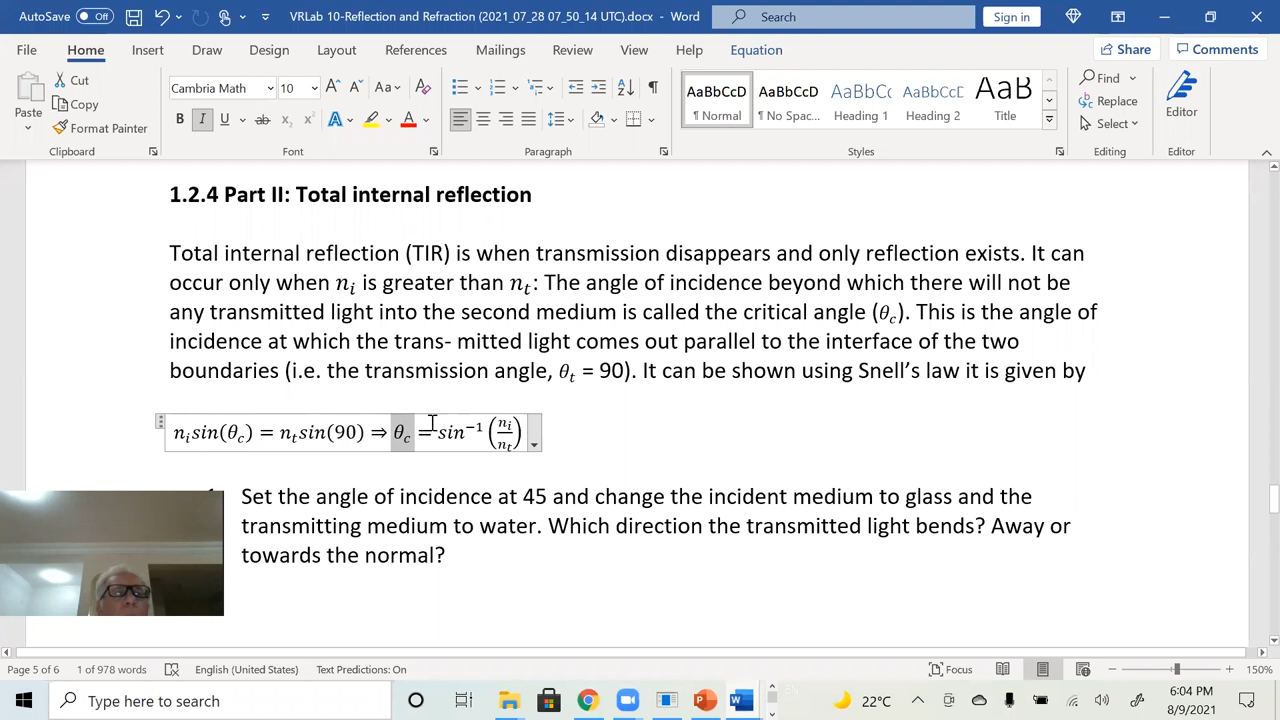 AutoSave Off VRLab 10-Reflection and Refraction (2021_07_28 07_50_14 UTC).docx - Word Search Sign in
File Home Insert Draw Design Layout References Mailings Review View Help Equation Share Comments
Paste Cut Copy Format Painter
Cambria Math 10
AaBbCcD AaBbCcD AaBbCc AaBbCcD AaB
¶ Normal ¶ No Spac... Heading 1 Heading 2 Title
Find Replace Select Editor
Clipboard Font Paragraph Styles Editing Editor
1.2.4 Part II: Total internal reflection
Total internal reflection (TIR) is when transmission disappears and only reflection exists. It can
occur only when nᵢ is greater than nₜ: The angle of incidence beyond which there will not be
any transmitted light into the second medium is called the critical angle (θ_c). This is the angle of
incidence at which the trans- mitted light comes out parallel to the interface of the two
boundaries (i.e. the transmission angle, θₜ = 90). It can be shown using Snell’s law it is given by
nᵢsin(θ_c) = nₜsin(90) ⇒ θ_c = sin⁻¹ (nᵢ/nₜ)
Set the angle of incidence at 45 and change the incident medium to glass and the
transmitting medium to water. Which direction the transmitted light bends? Away or
towards the normal?
Page 5 of 6 1 of 978 words English (United States) Text Predictions: On Focus 150%
Type here to search 22°C 6:04 PM
8/9/2021